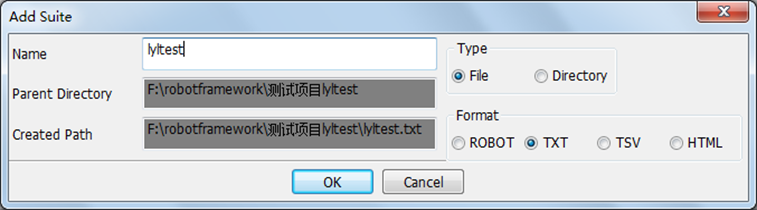 Add Suite
Name
lyltest
Parent Directory
F:\robotframework\测试项目lyltest
Created Path
F:\robotframework\测试项目lyltest\lyltest.txt
Type
File Directory
Format
ROBOT TXT TSV HTML
OK Cancel